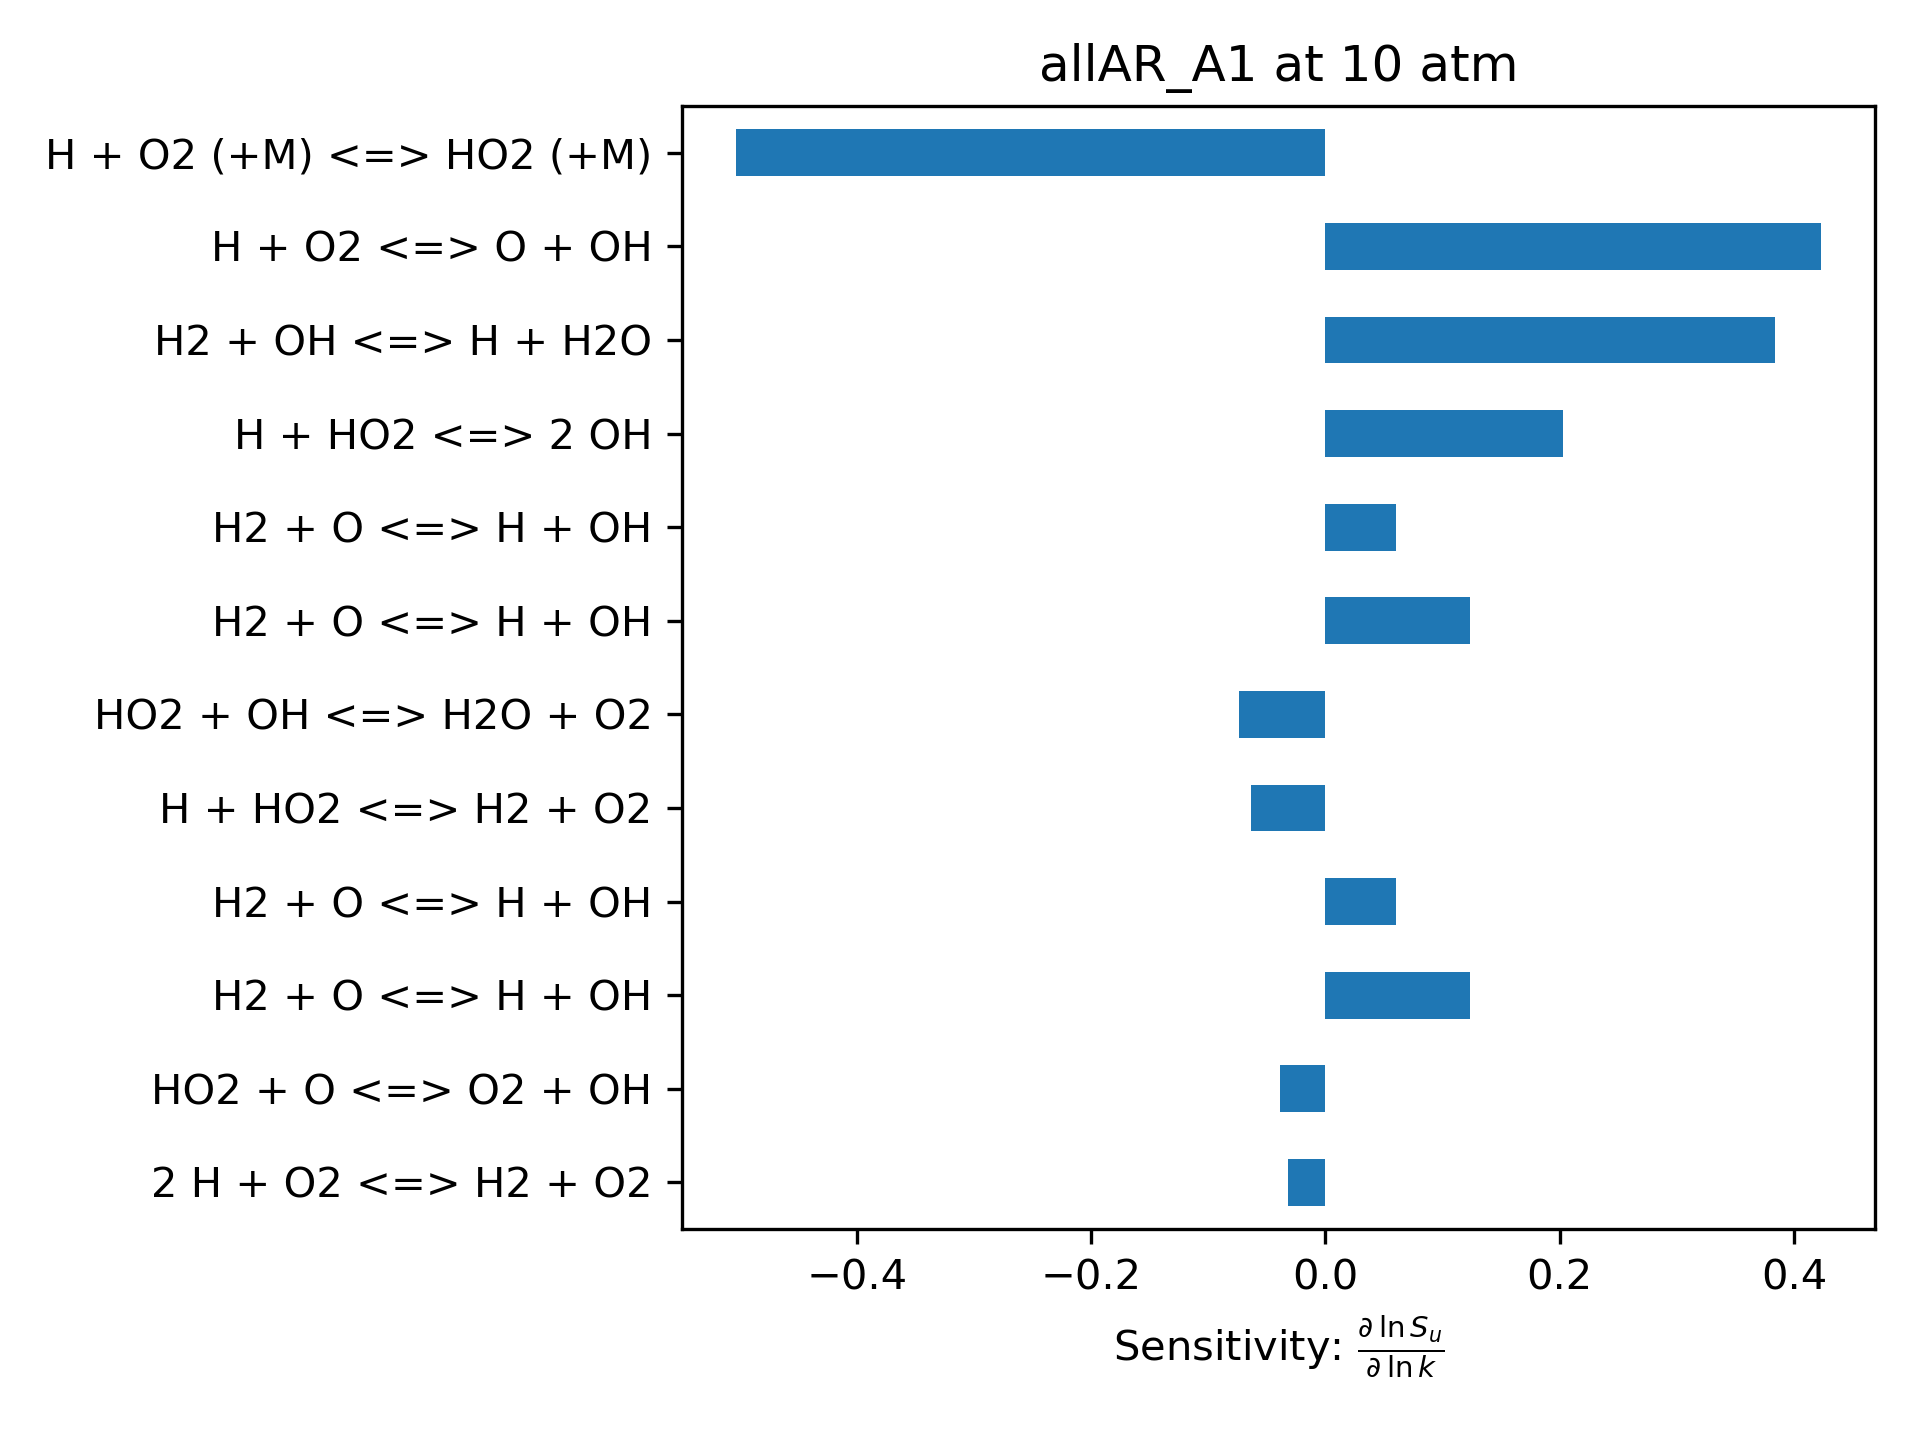 allAR_A1 at 10 atm
H + O2 (+M) <=> HO2 (+M)
H + O2 <=> O + OH
H2 + OH <=> H + H2O
H + HO2 <=> 2 OH
H2 + O <=> H + OH
H2 + O <=> H + OH
HO2 + OH <=> H2O + O2
H + HO2 <=> H2 + O2
H2 + O <=> H + OH
H2 + O <=> H + OH
HO2 + O <=> O2 + OH
2 H + O2 <=> H2 + O2
−0.4 −0.2 0.0 0.2 0.4
Sensitivity: ∂ ln S_u / ∂ ln k